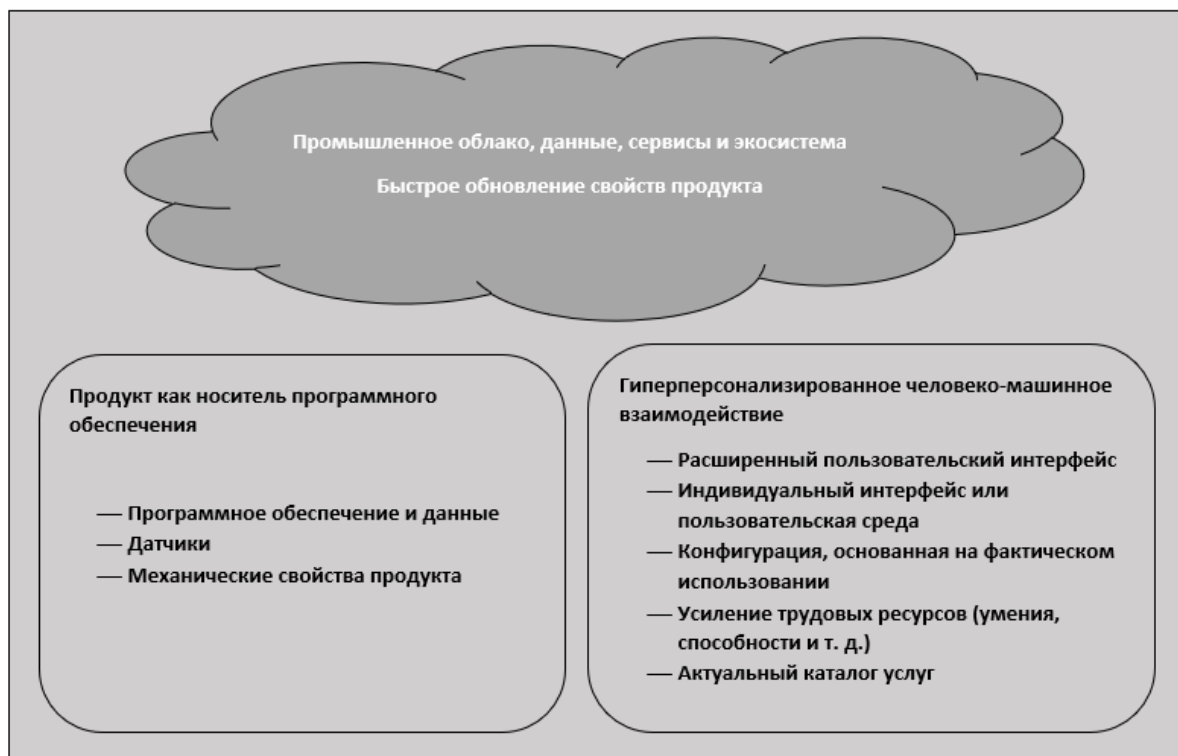 Промышленное облако, данные, сервисы и экосистема
Быстрое обновление свойств продукта
Продукт как носитель программного
обеспечения
— Программное обеспечение и данные
— Датчики
— Механические свойства продукта
Гиперперсонализированное человеко-машинное
взаимодействие
— Расширенный пользовательский интерфейс
— Индивидуальный интерфейс или
пользовательская среда
— Конфигурация, основанная на фактическом
использовании
— Усиление трудовых ресурсов (умения,
способности и т. д.)
— Актуальный каталог услуг